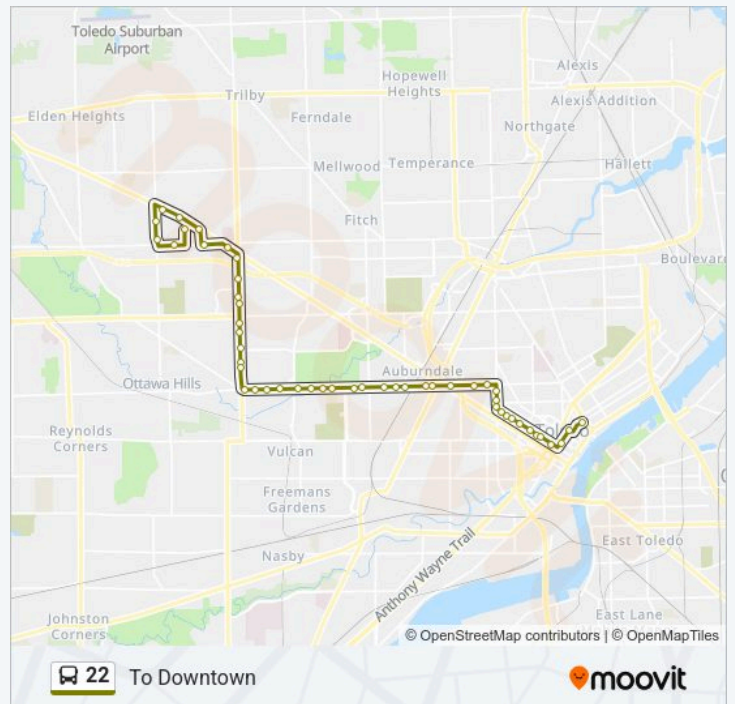 Toledo Suburban
Airport
Alexis
Hopewell
Heights
Trilby
Alexis Addition
Elden Heights
Ferndale
Northgate
Mellwood
Temperance
Hallett
Fitch
Boulevard
Auburndale
Ottawa Hills
Toledo
Reynolds
Corners
Vulcan
Freemans
Gardens
East Toledo
Nasby
Anthony Wayne Trail
Johnston
Corners
East Lane
© OpenStreetMap contributors | © OpenMapTiles
22 To Downtown
moovit